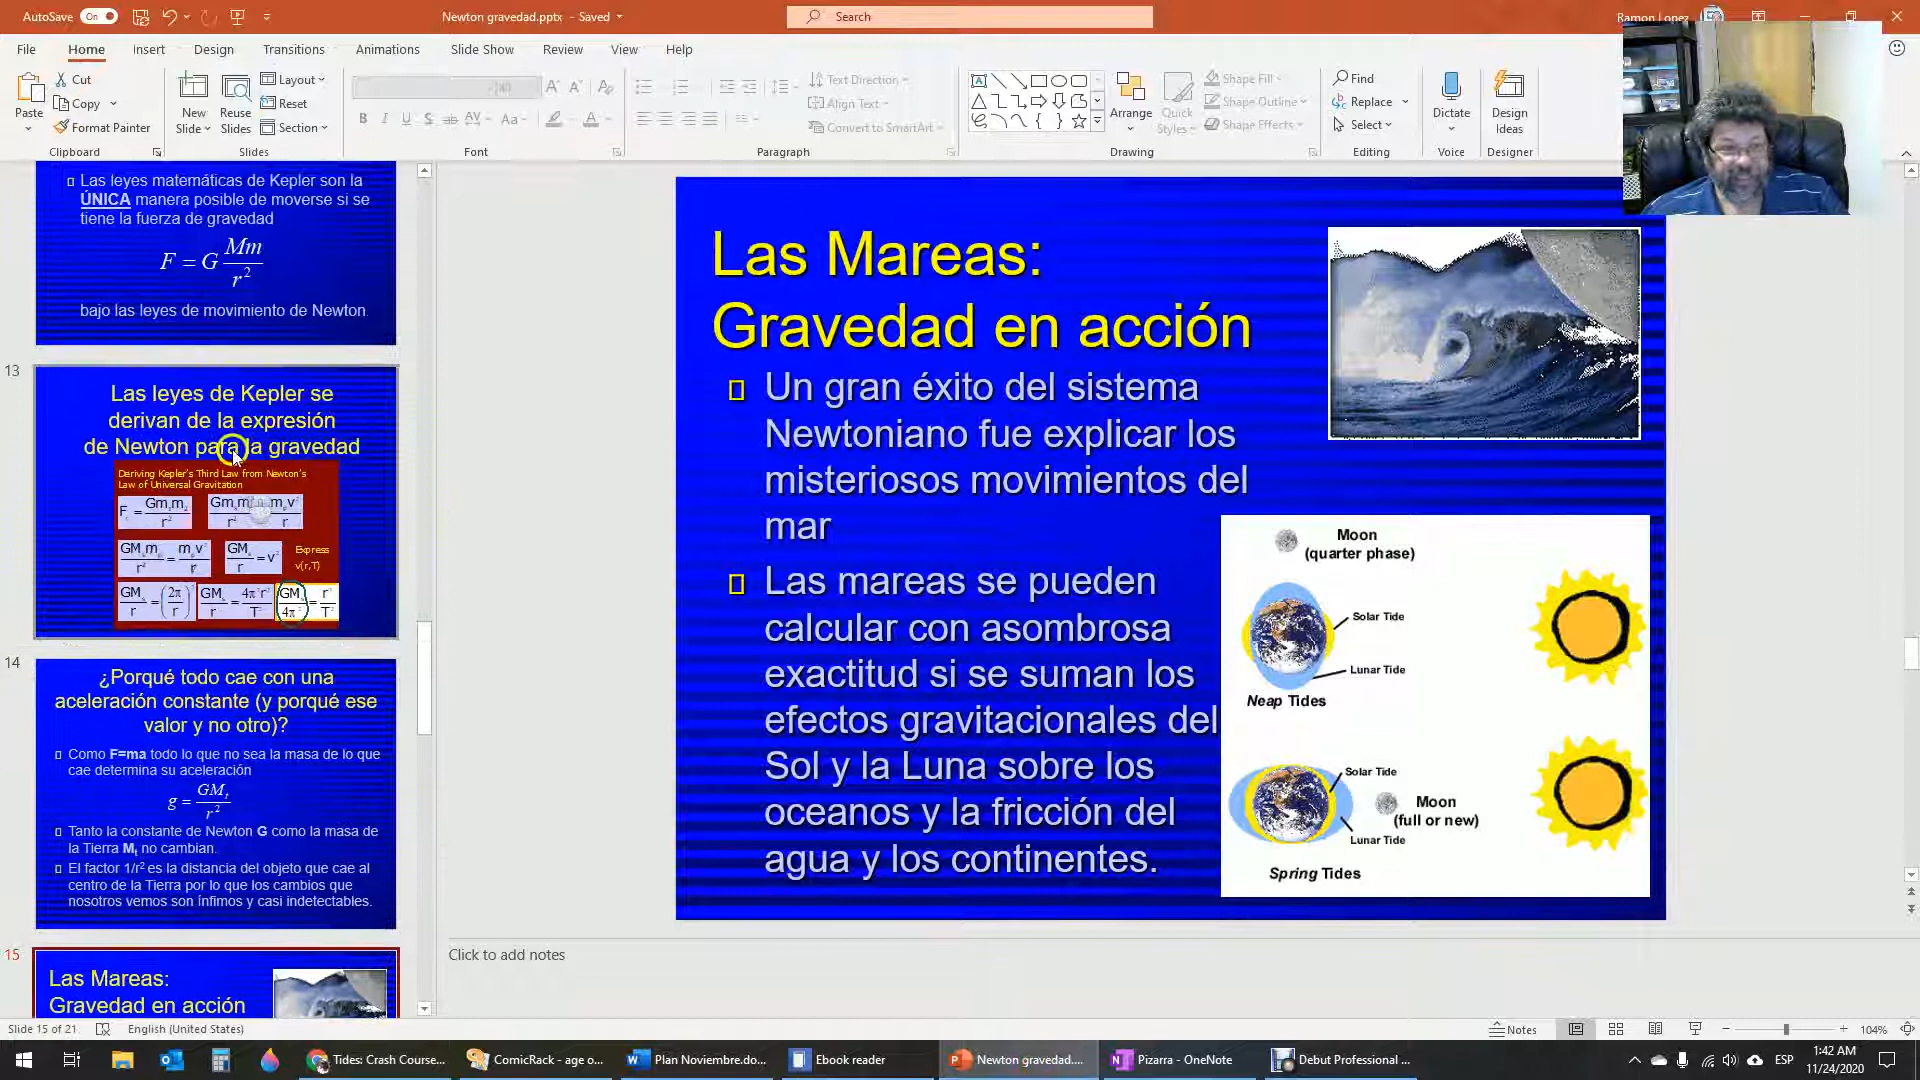 AutoSave On
Newton gravedad.pptx - Saved
Search
Ramon Lopez
File Home Insert Design Transitions Animations Slide Show Review View Help
Paste
Cut
Copy
Format Painter
Clipboard
New Slide
Reuse Slides
Layout
Reset
Section
Slides
Font
Text Direction
Align Text
Convert to SmartArt
Paragraph
Arrange
Quick Styles
Shape Fill
Shape Outline
Shape Effects
Drawing
Find
Replace
Select
Editing
Dictate
Voice
Design Ideas
Designer
Las leyes matemáticas de Kepler son la
ÚNICA manera posible de moverse si se
tiene la fuerza de gravedad
F = G Mm / r²
bajo las leyes de movimiento de Newton.
13
Las leyes de Kepler se
derivan de la expresión
de Newton para la gravedad
Deriving Kepler's Third Law from Newton's
Law of Universal Gravitation
Express
v(r,T)
14
¿Porqué todo cae con una
aceleración constante (y porqué ese
valor y no otro)?
Como F=ma todo lo que no sea la masa de lo que
cae determina su aceleración
g = GMt / r²
Tanto la constante de Newton G como la masa de
la Tierra Mt no cambian.
El factor 1/r² es la distancia del objeto que cae al
centro de la Tierra por lo que los cambios que
nosotros vemos son ínfimos y casi indetectables.
15
Las Mareas:
Gravedad en acción
Las Mareas:
Gravedad en acción
Un gran éxito del sistema
Newtoniano fue explicar los
misteriosos movimientos del
mar
Las mareas se pueden
calcular con asombrosa
exactitud si se suman los
efectos gravitacionales del
Sol y la Luna sobre los
oceanos y la fricción del
agua y los continentes.
Moon
(quarter phase)
Solar Tide
Lunar Tide
Neap Tides
Solar Tide
Moon
(full or new)
Lunar Tide
Spring Tides
Click to add notes
Slide 15 of 21
English (United States)
Notes
104%
Tides: Crash Course...
ComicRack - age o...
Plan Noviembre.do...
Ebook reader
Newton gravedad....
Pizarra - OneNote
Debut Professional ...
ESP
1:42 AM
11/24/2020